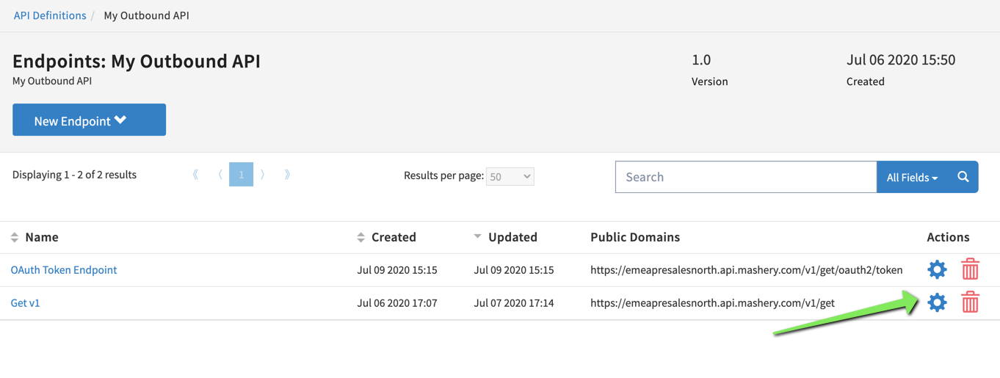 API Definitions / My Outbound API
Endpoints: My Outbound API
My Outbound API
1.0
Version
Jul 06 2020 15:50
Created
New Endpoint
Displaying 1 - 2 of 2 results
1
Results per page: 50
Search
All Fields
Name Created Updated Public Domains Actions
OAuth Token Endpoint Jul 09 2020 15:15 Jul 09 2020 15:15 https://emeapresalesnorth.api.mashery.com/v1/get/oauth2/token
Get v1 Jul 06 2020 17:07 Jul 07 2020 17:14 https://emeapresalesnorth.api.mashery.com/v1/get